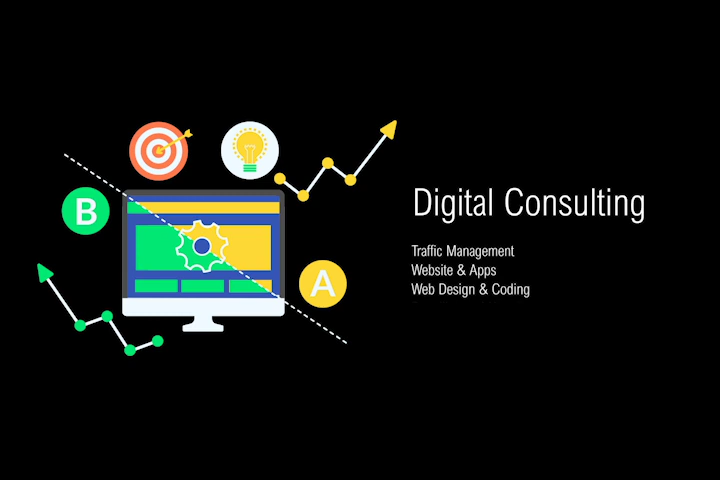 B
A
Digital Consulting
Traffic Management
Website & Apps
Web Design & Coding